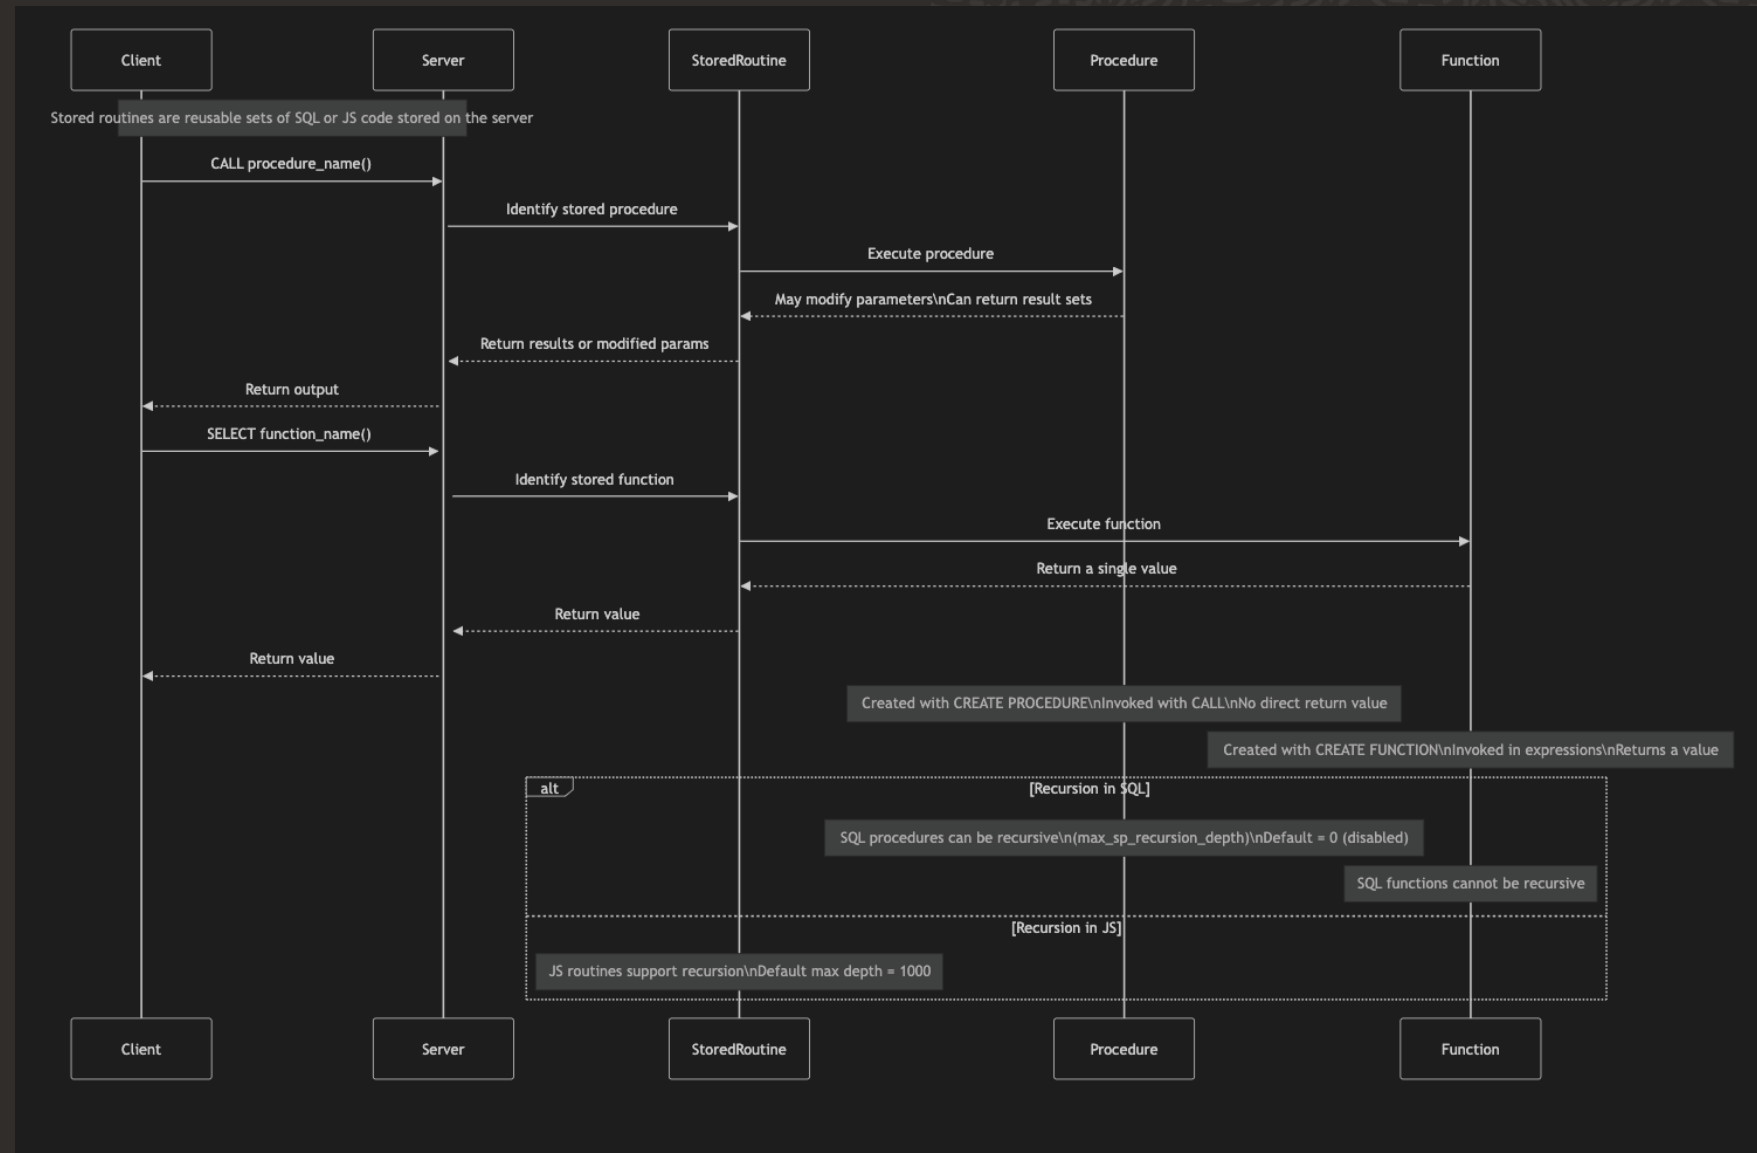 Client
Server
StoredRoutine
Procedure
Function
Stored routines are reusable sets of SQL or JS code stored on the server
CALL procedure_name()
Identify stored procedure
Execute procedure
May modify parameters\nCan return result sets
Return results or modified params
Return output
SELECT function_name()
Identify stored function
Execute function
Return a single value
Return value
Return value
Created with CREATE PROCEDURE\nInvoked with CALL\nNo direct return value
Created with CREATE FUNCTION\nInvoked in expressions\nReturns a value
alt
[Recursion in SQL]
SQL procedures can be recursive\n(max_sp_recursion_depth)\nDefault = 0 (disabled)
SQL functions cannot be recursive
[Recursion in JS]
JS routines support recursion\nDefault max depth = 1000
Client
Server
StoredRoutine
Procedure
Function